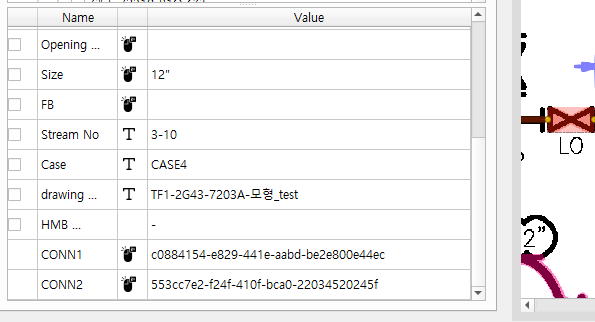 Name Value
Opening ...
Size 12"
FB
Stream No T 3-10
Case T CASE4
drawing ... T TF1-2G43-7203A-모형_test
HMB ... -
CONN1 c0884154-e829-441e-aabd-be2e800e44ec
CONN2 553cc7e2-f24f-410f-bca0-22034520245f
LO
2"